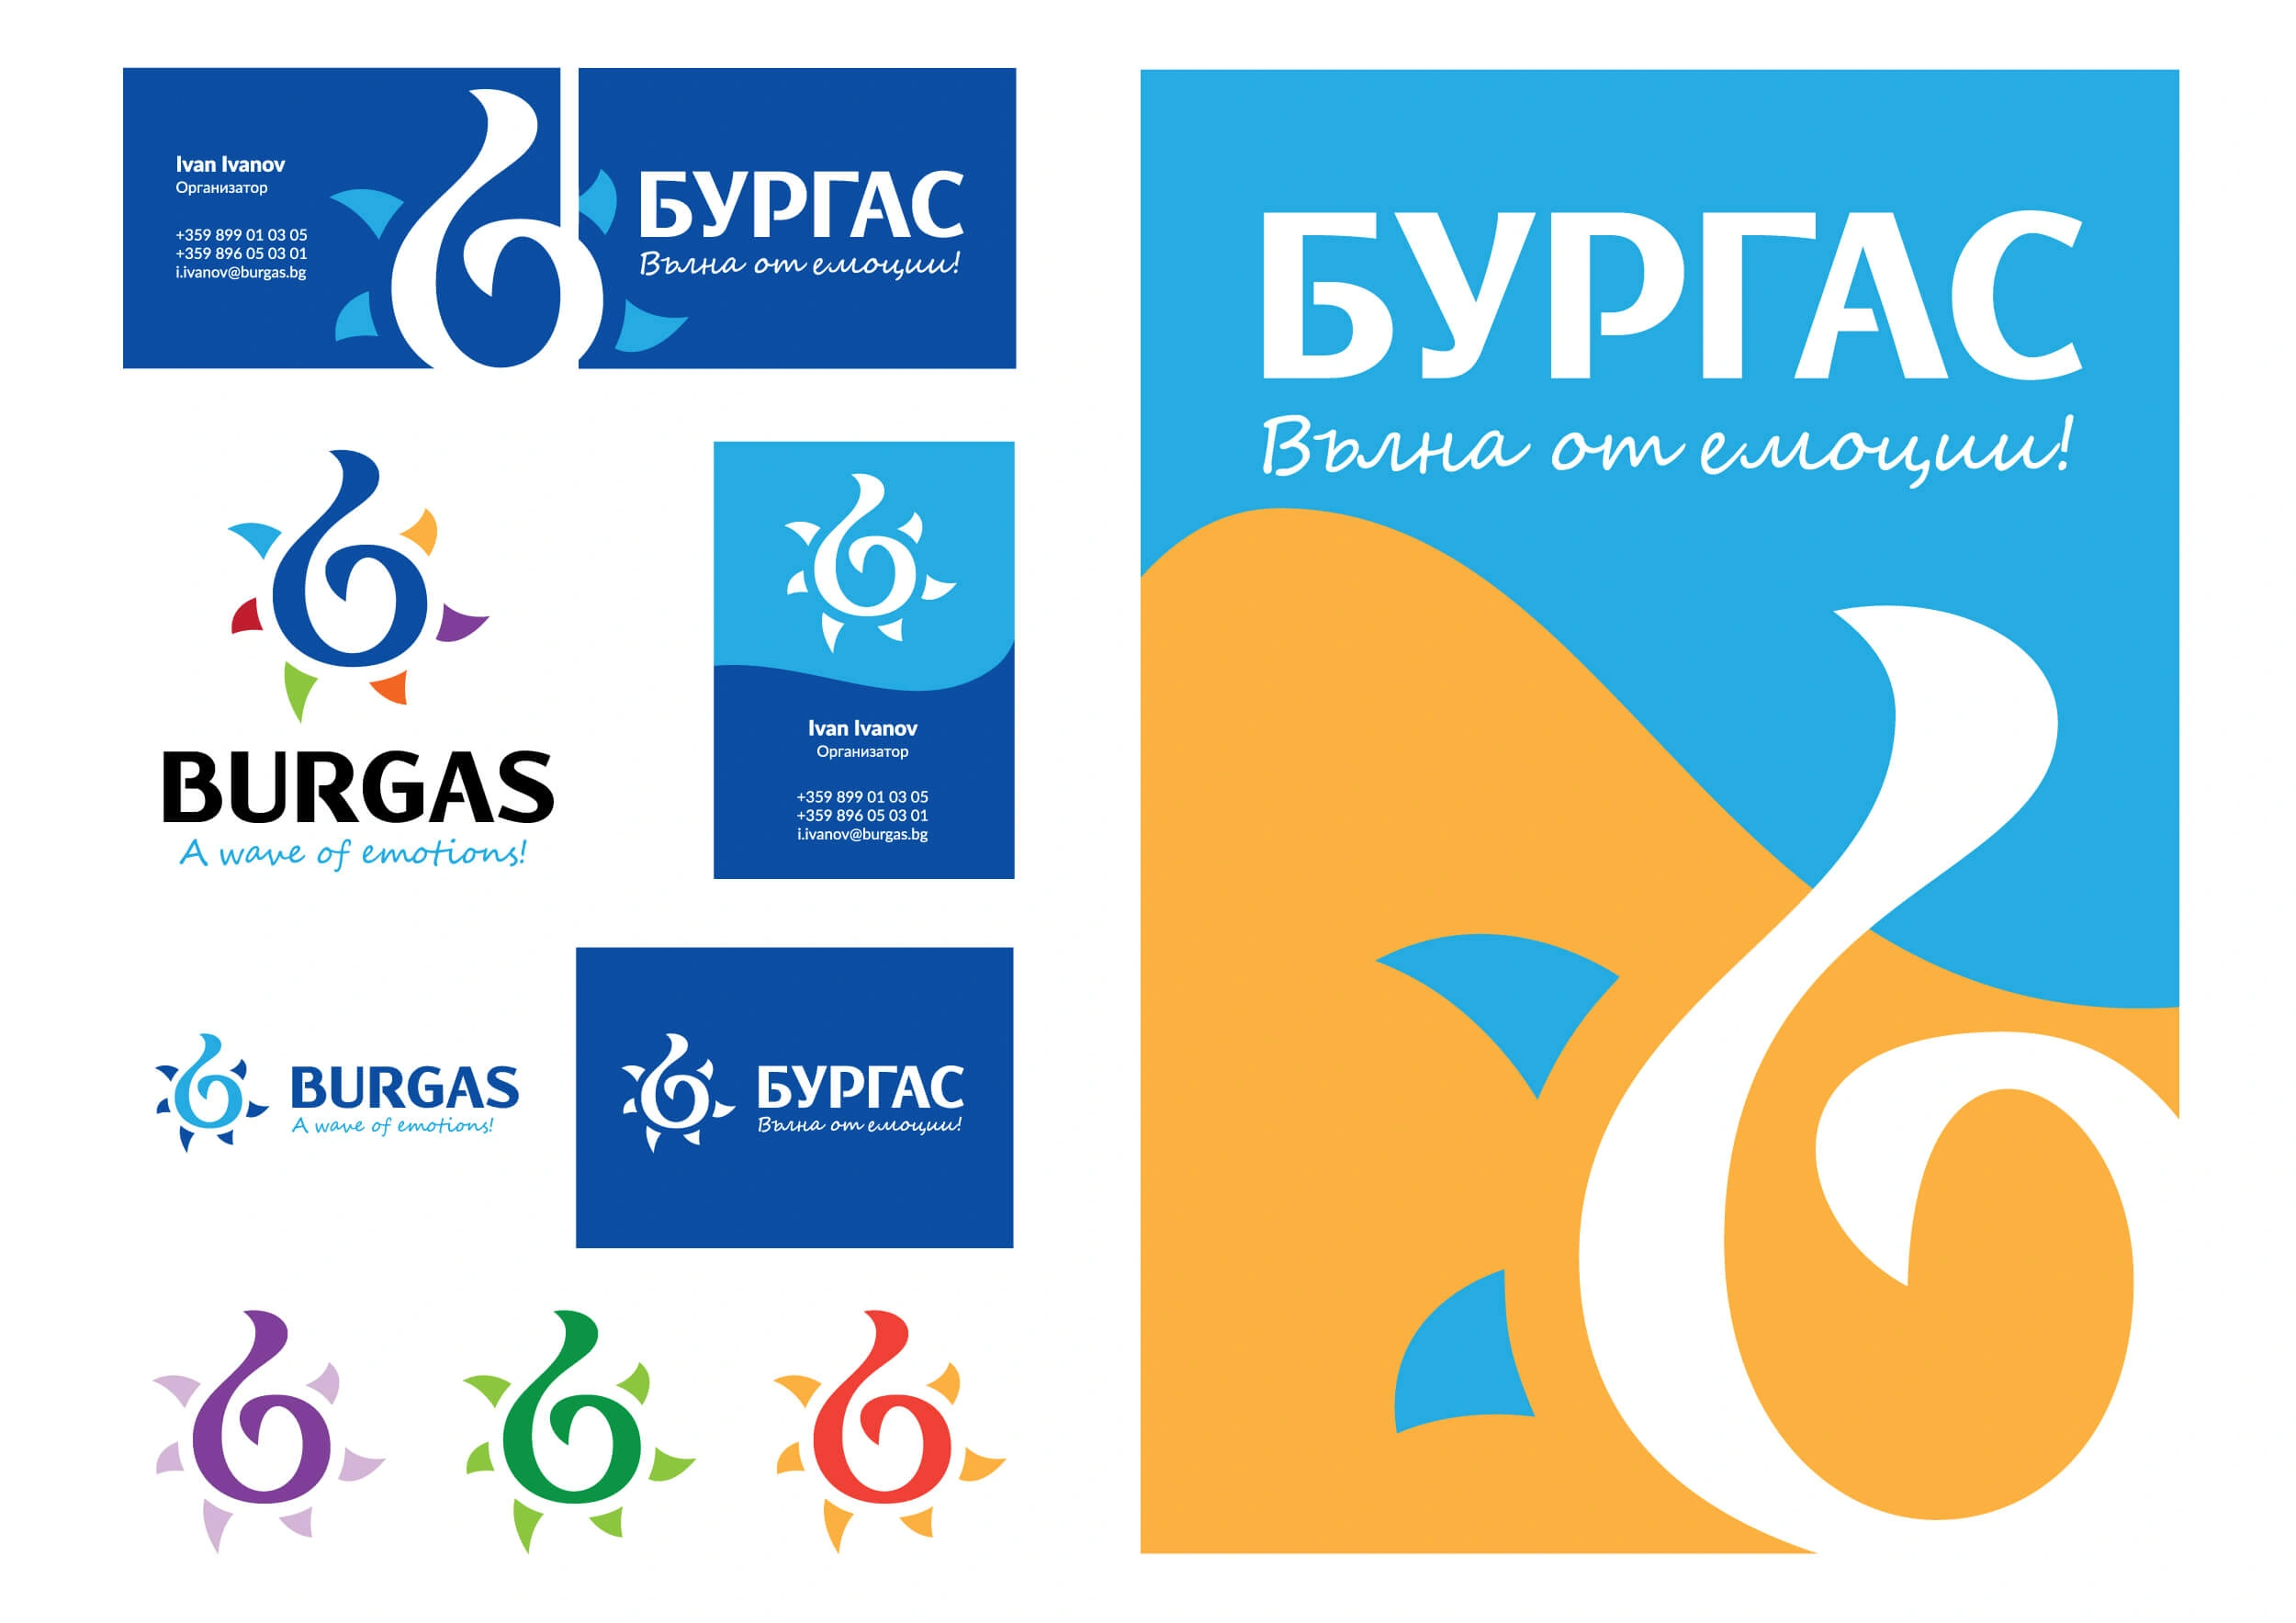 Ivan Ivanov
Организатор
+359 899 01 03 05
+359 896 05 03 01
i.ivanov@burgas.bg
БУРГАС
Вълна от емоции!
BURGAS
A wave of emotions!
Ivan Ivanov
Организатор
+359 899 01 03 05
+359 896 05 03 01
i.ivanov@burgas.bg
BURGAS
A wave of emotions!
БУРГАС
Вълна от емоции!
БУРГАС
Вълна от емоции!